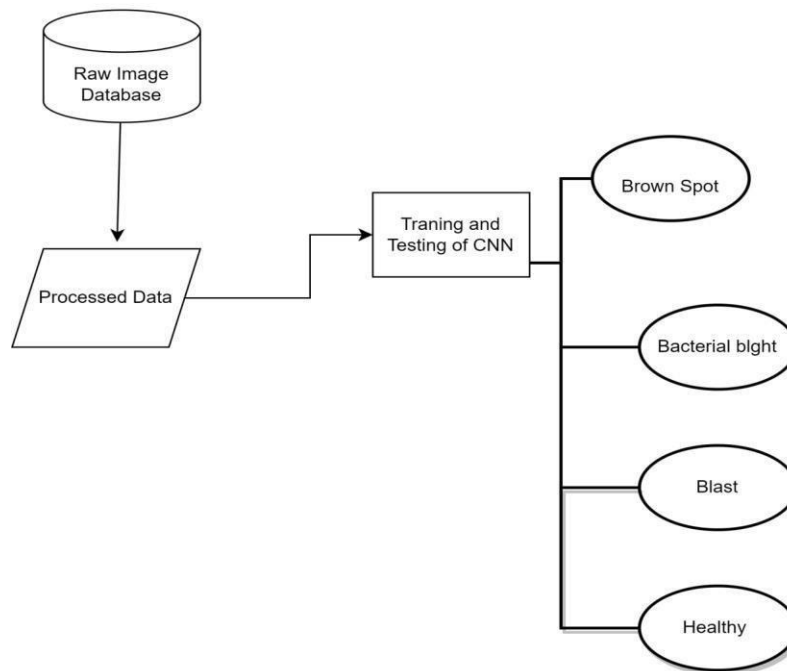 Raw Image
Database
Processed Data
Traning and
Testing of CNN
Brown Spot
Bacterial blght
Blast
Healthy